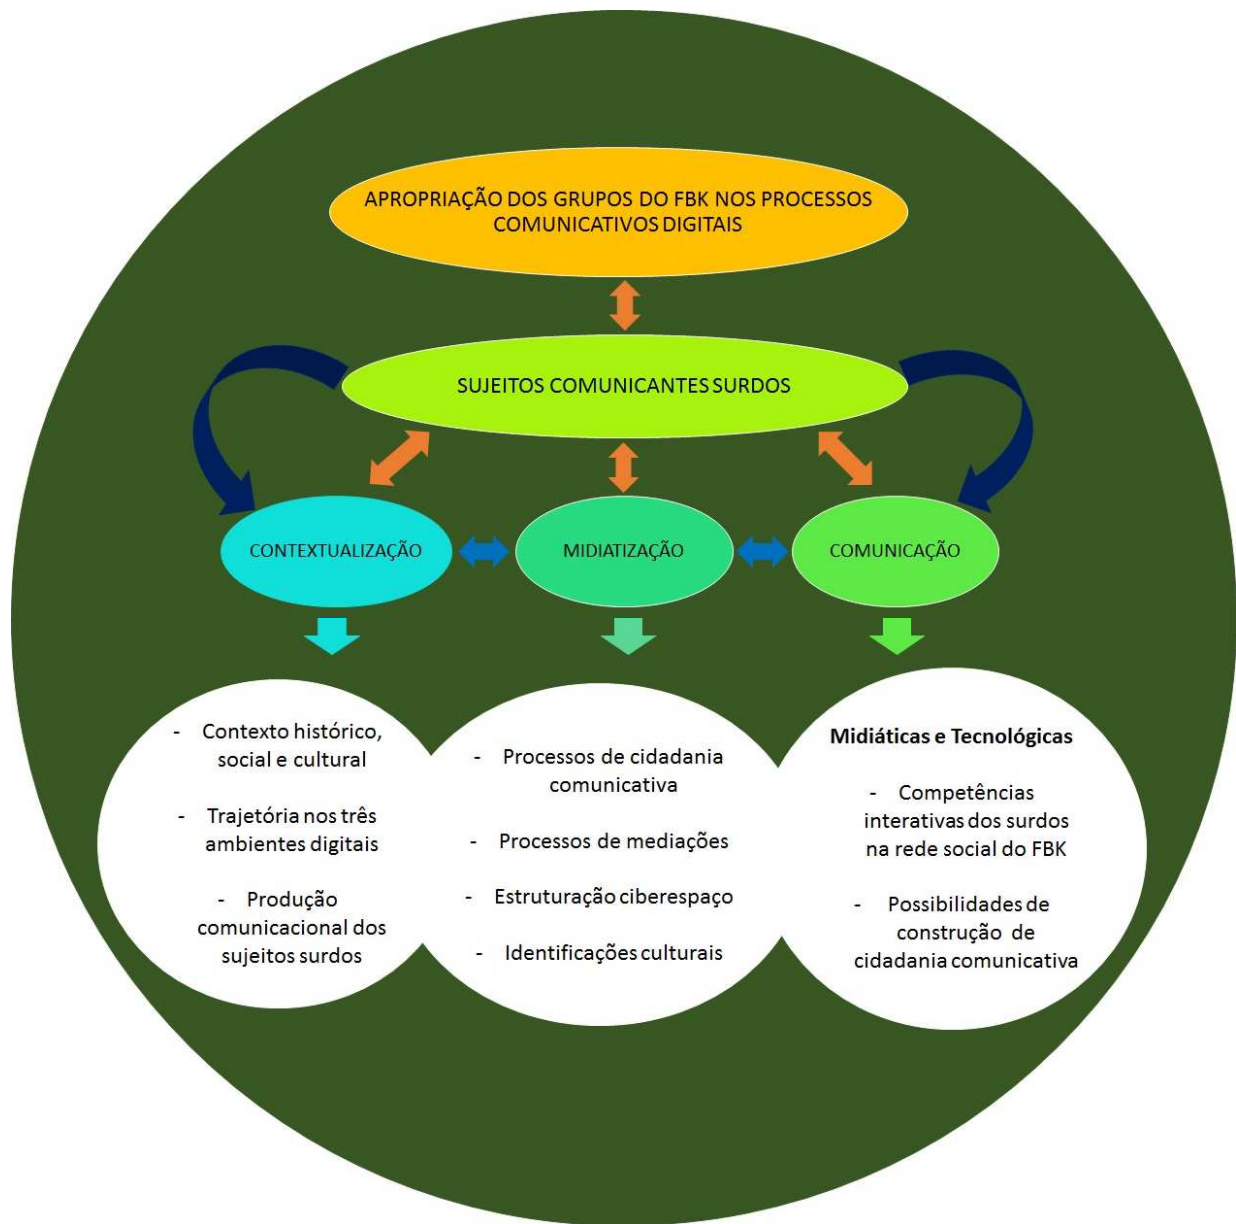 APROPRIAÇÃO DOS GRUPOS DO FBK NOS PROCESSOS
COMUNICATIVOS DIGITAIS
SUJEITOS COMUNICANTES SURDOS
CONTEXTUALIZAÇÃO
MIDIATIZAÇÃO
COMUNICAÇÃO
- Contexto histórico,
social e cultural
- Trajetória nos três
ambientes digitais
- Produção
comunicacional dos
sujeitos surdos
- Processos de cidadania
comunicativa
- Processos de mediações
- Estruturação ciberespaço
- Identificações culturais
Midiáticas e Tecnológicas
- Competências
interativas dos surdos
na rede social do FBK
- Possibilidades de
construção de
cidadania comunicativa